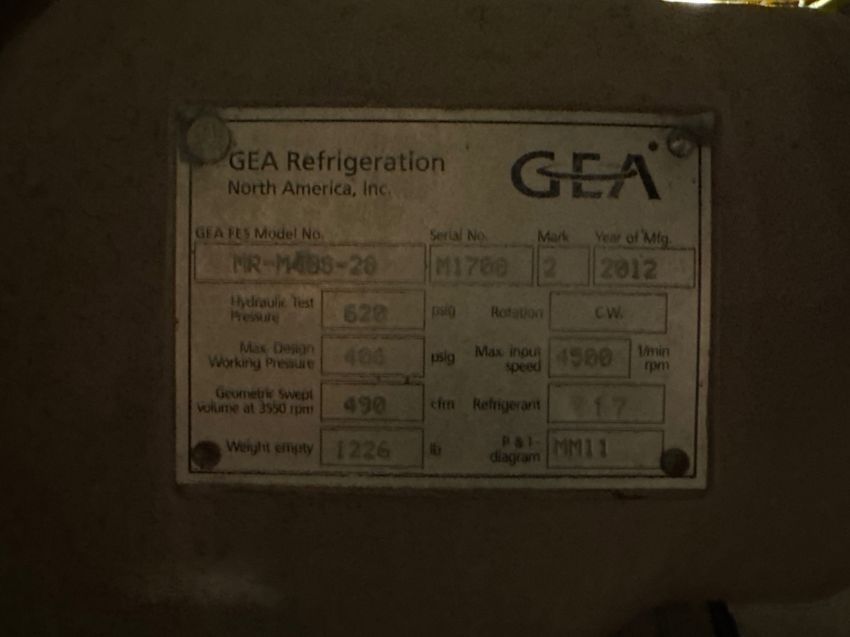 GEA Refrigeration
North America, Inc.
GEA
GEA FES Model No. Serial No. Mark Year of Mfg.
2 2012
Hydraulic Test Pressure 620 psig Rotation CW.
Max. Design Working Pressure psig Max. input speed 4500 1/min rpm
Geometric Swept volume at 3550 rpm 490 cfm Refrigerant
Weight empty 1226 lb P & I-diagram MM11